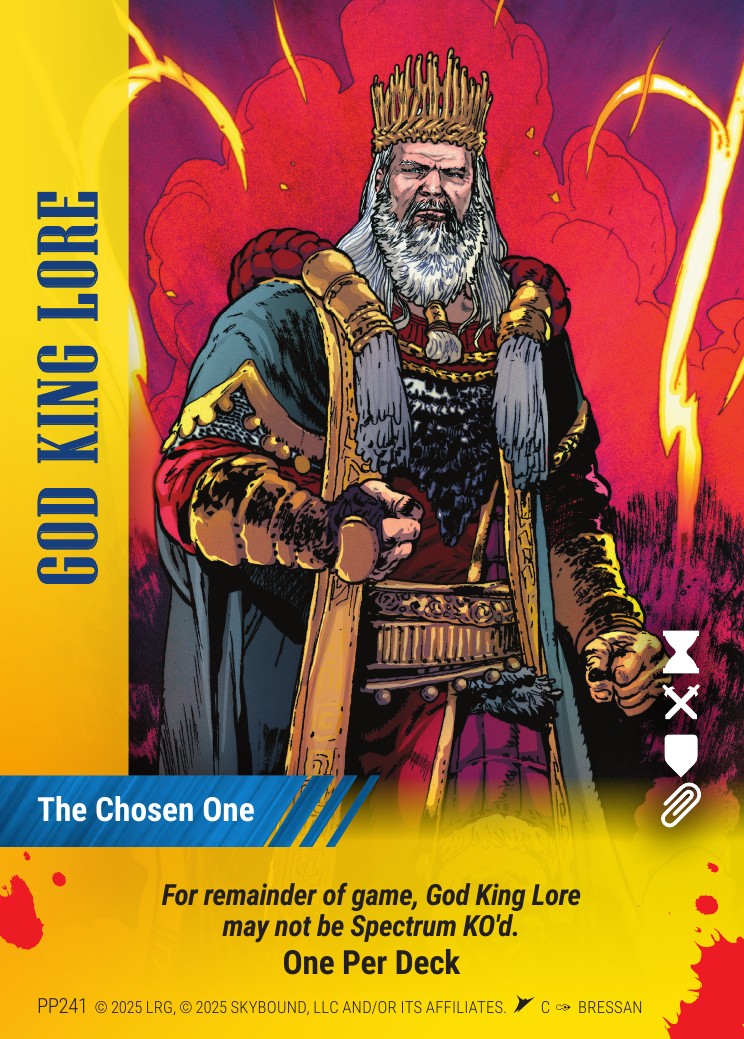 GOD KING LORE
The Chosen One
For remainder of game, God King Lore
may not be Spectrum KO'd.
One Per Deck
PP241 © 2025 LRG, © 2025 SKYBOUND, LLC AND/OR ITS AFFILIATES. C BRESSAN